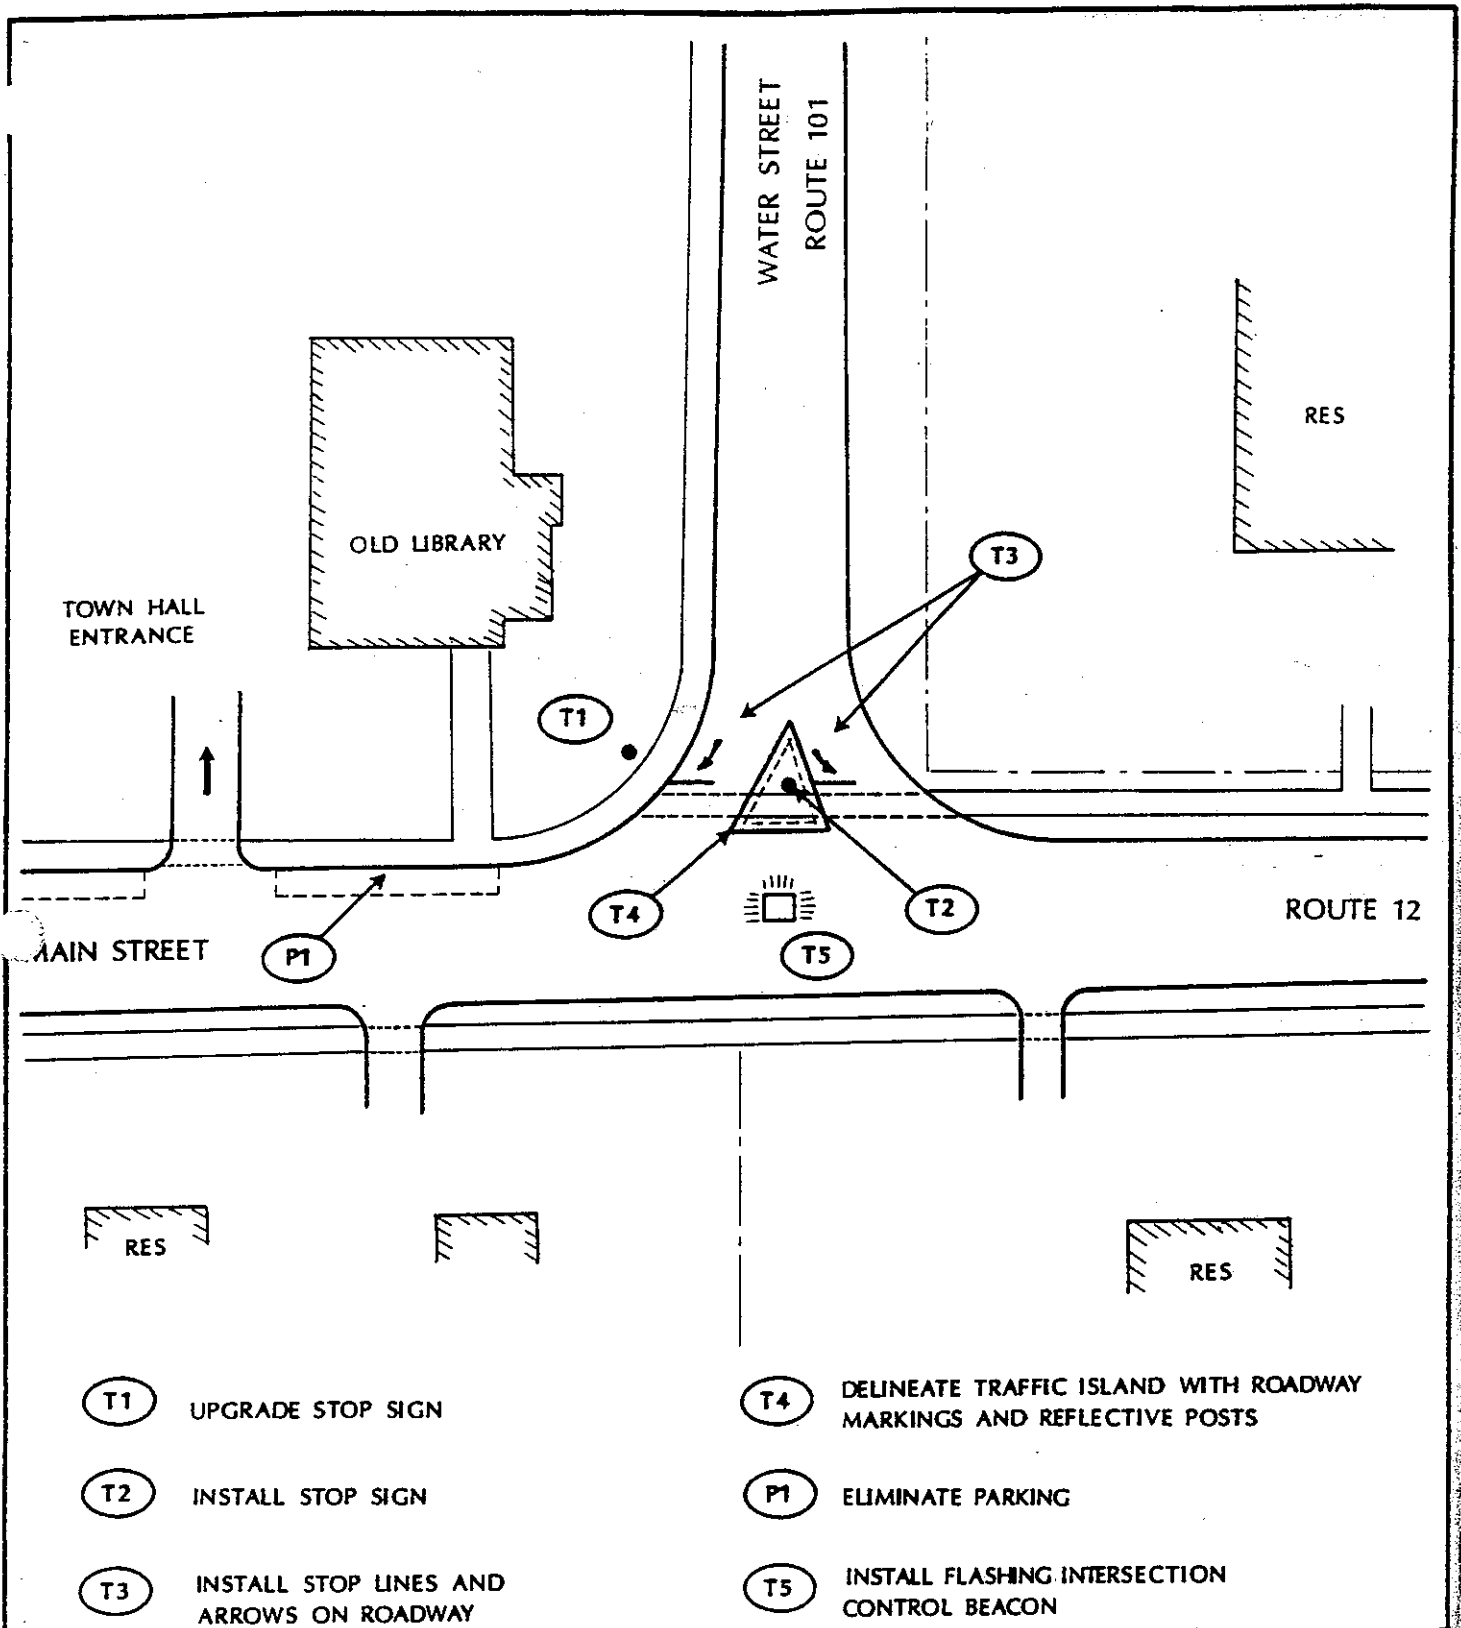 WATER STREET
ROUTE 101
RES
OLD LIBRARY
T3
TOWN HALL
ENTRANCE
T1
T4
T2
ROUTE 12
MAIN STREET
P1
T5
RES
RES
T1 UPGRADE STOP SIGN
T2 INSTALL STOP SIGN
T3 INSTALL STOP LINES AND
ARROWS ON ROADWAY
T4 DELINEATE TRAFFIC ISLAND WITH ROADWAY
MARKINGS AND REFLECTIVE POSTS
P1 ELIMINATE PARKING
T5 INSTALL FLASHING INTERSECTION
CONTROL BEACON